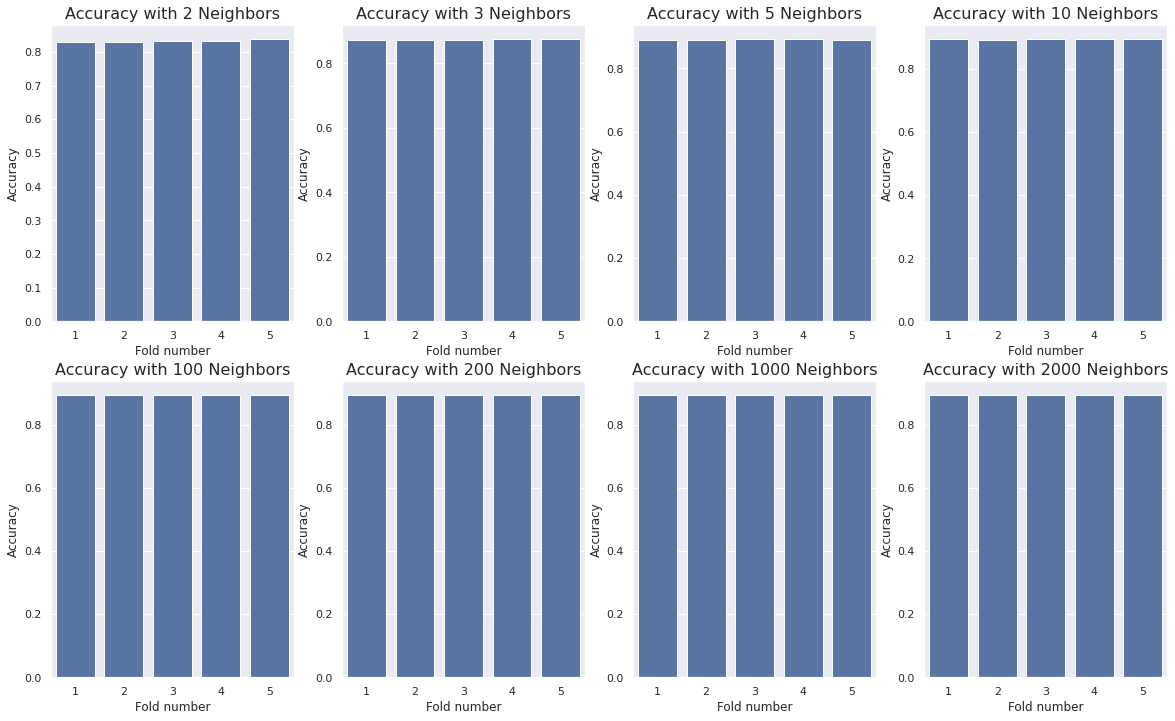 Accuracy with 2 Neighbors
Accuracy
0.8
0.7
0.6
0.5
0.4
0.3
0.2
0.1
0.0
1 2 3 4 5
Fold number
Accuracy with 3 Neighbors
Accuracy
0.8
0.6
0.4
0.2
0.0
1 2 3 4 5
Fold number
Accuracy with 5 Neighbors
Accuracy
0.8
0.6
0.4
0.2
0.0
1 2 3 4 5
Fold number
Accuracy with 10 Neighbors
Accuracy
0.8
0.6
0.4
0.2
0.0
1 2 3 4 5
Fold number
Accuracy with 100 Neighbors
Accuracy
0.8
0.6
0.4
0.2
0.0
1 2 3 4 5
Fold number
Accuracy with 200 Neighbors
Accuracy
0.8
0.6
0.4
0.2
0.0
1 2 3 4 5
Fold number
Accuracy with 1000 Neighbors
Accuracy
0.8
0.6
0.4
0.2
0.0
1 2 3 4 5
Fold number
Accuracy with 2000 Neighbors
Accuracy
0.8
0.6
0.4
0.2
0.0
1 2 3 4 5
Fold number